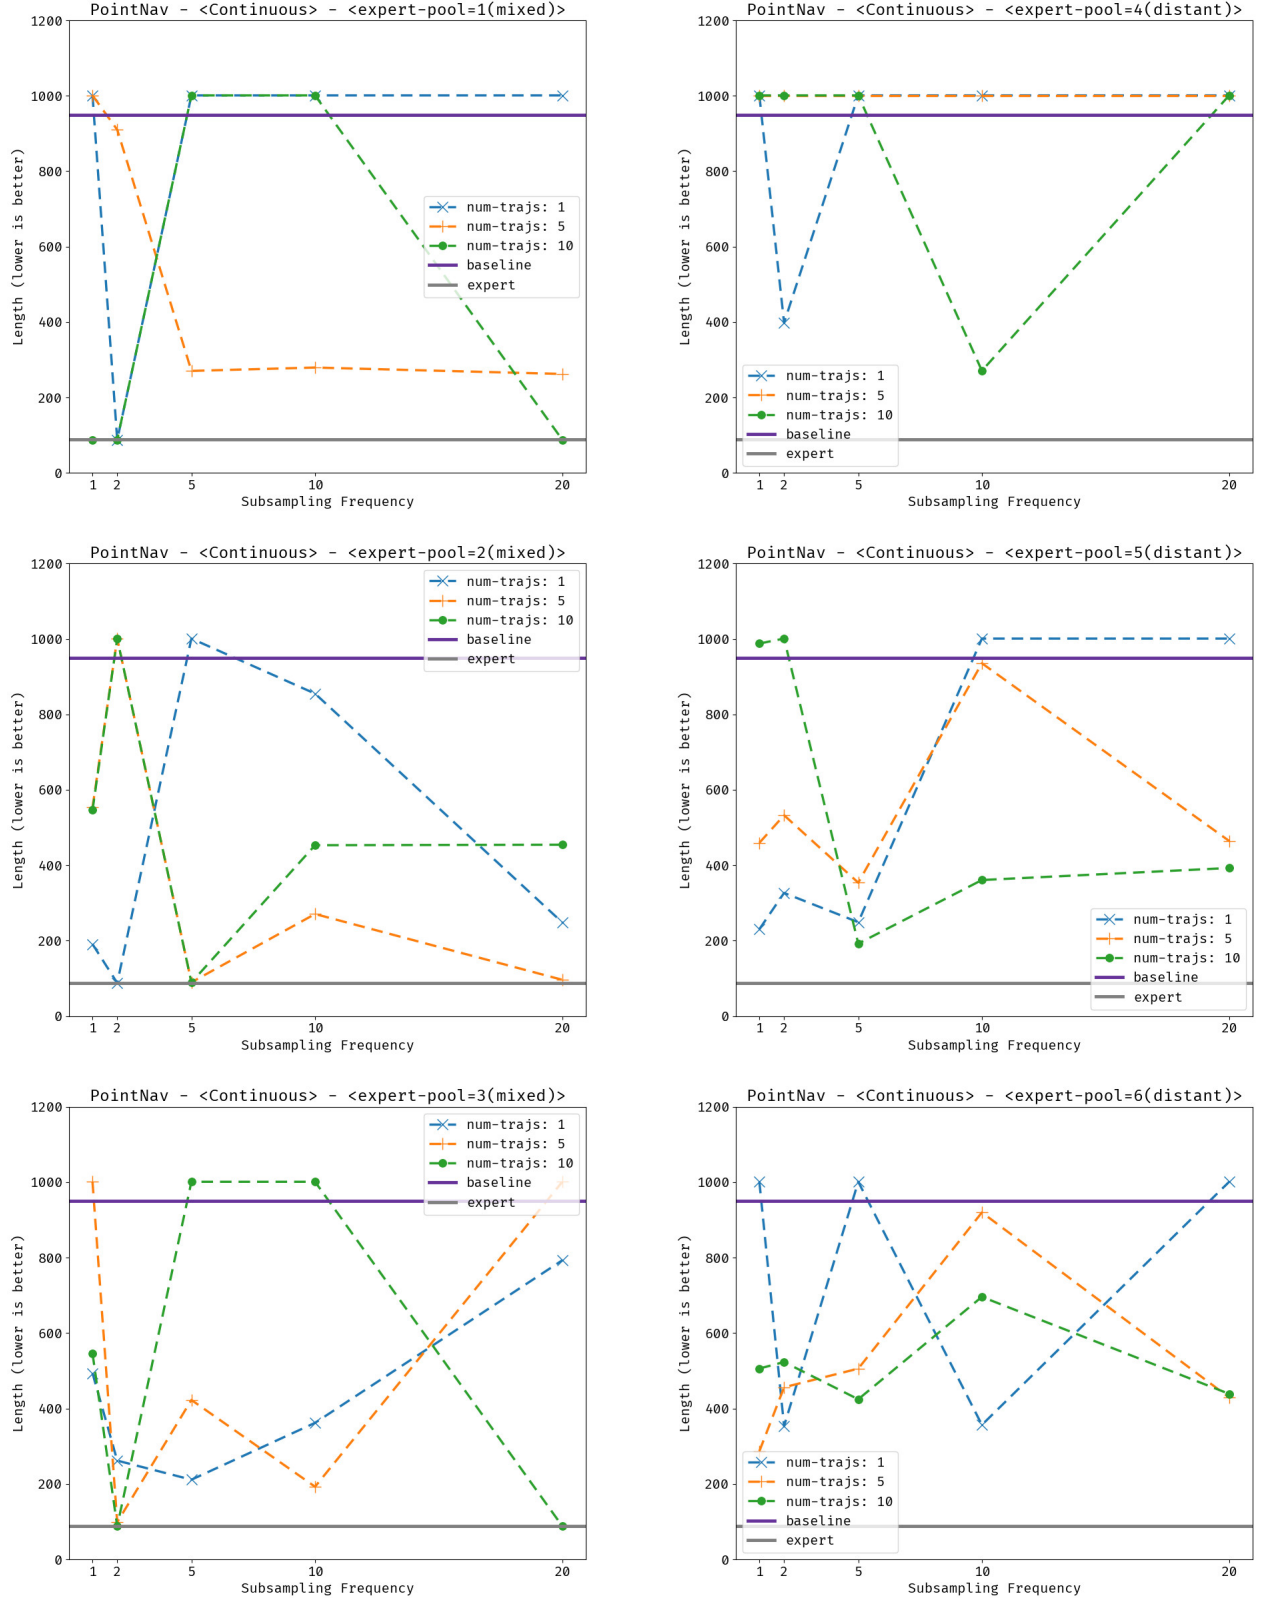 PointNav - <Continuous> - <expert-pool=1(mixed)>
Length (lower is better)
1200
1000
800
600
400
200
0
num-trajs: 1
num-trajs: 5
num-trajs: 10
baseline
expert
1 2 5 10 20
Subsampling Frequency
PointNav - <Continuous> - <expert-pool=4(distant)>
Length (lower is better)
1200
1000
800
600
400
200
0
num-trajs: 1
num-trajs: 5
num-trajs: 10
baseline
expert
1 2 5 10 20
Subsampling Frequency
PointNav - <Continuous> - <expert-pool=2(mixed)>
Length (lower is better)
1200
1000
800
600
400
200
0
num-trajs: 1
num-trajs: 5
num-trajs: 10
baseline
expert
1 2 5 10 20
Subsampling Frequency
PointNav - <Continuous> - <expert-pool=5(distant)>
Length (lower is better)
1200
1000
800
600
400
200
0
num-trajs: 1
num-trajs: 5
num-trajs: 10
baseline
expert
1 2 5 10 20
Subsampling Frequency
PointNav - <Continuous> - <expert-pool=3(mixed)>
Length (lower is better)
1200
1000
800
600
400
200
0
num-trajs: 1
num-trajs: 5
num-trajs: 10
baseline
expert
1 2 5 10 20
Subsampling Frequency
PointNav - <Continuous> - <expert-pool=6(distant)>
Length (lower is better)
1200
1000
800
600
400
200
0
num-trajs: 1
num-trajs: 5
num-trajs: 10
baseline
expert
1 2 5 10 20
Subsampling Frequency